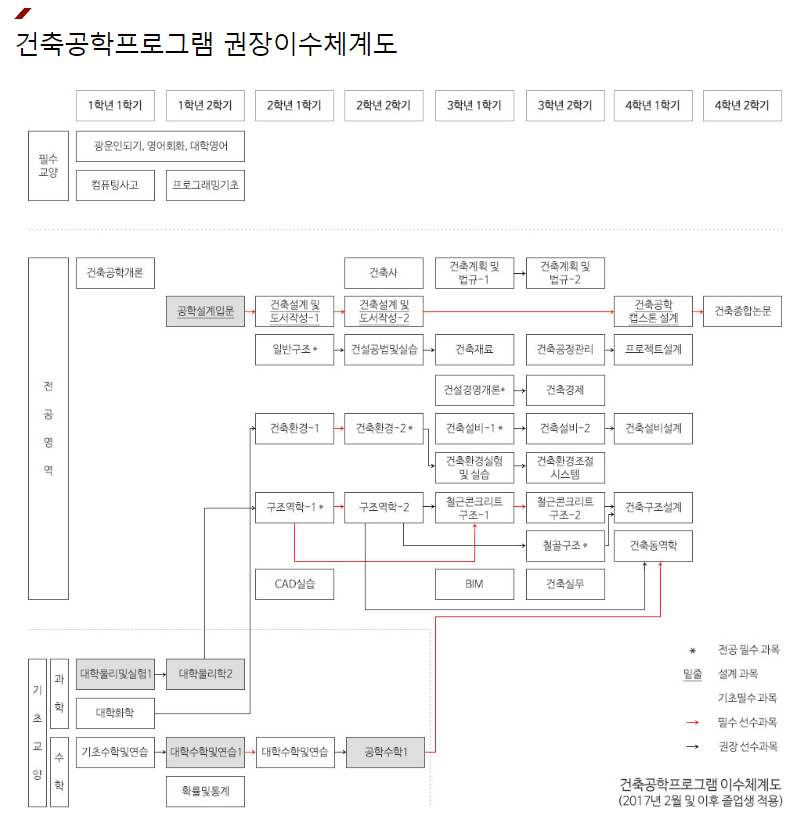 건축공학프로그램 권장이수체계도
1학년 1학기
1학년 2학기
2학년 1학기
2학년 2학기
3학년 1학기
3학년 2학기
4학년 1학기
4학년 2학기
필수
교양
광운인되기, 영어회화, 대학영어
컴퓨팅사고
프로그래밍기초
전
공
영
역
건축공학개론
건축사
건축계획 및
법규-1
건축계획 및
법규-2
공학설계입문
건축설계 및
도서작성-1
건축설계 및
도서작성-2
건축공학
캡스톤 설계
건축종합논문
일반구조 *
건설공법및실습
건축재료
건축공정관리
프로젝트설계
건설경영개론*
건축경제
건축환경-1
건축환경-2 *
건축설비-1 *
건축설비-2
건축설비설계
건축환경실험
및 실습
건축환경조절
시스템
구조역학-1 *
구조역학-2
철근콘크리트
구조-1
철근콘크리트
구조-2
건축구조설계
철골구조 *
건축동역학
CAD실습
BIM
건축실무
기
초
교
양
과
학
대학물리및실험1
대학물리학2
대학화학
수
학
기초수학및연습
대학수학및연습1
대학수학및연습
공학수학1
확률및통계
* 전공 필수 과목
밑줄 설계 과목
기초필수 과목
→ 필수 선수과목
→ 권장 선수과목
건축공학프로그램 이수체계도
(2017년 2월 및 이후 졸업생 적용)